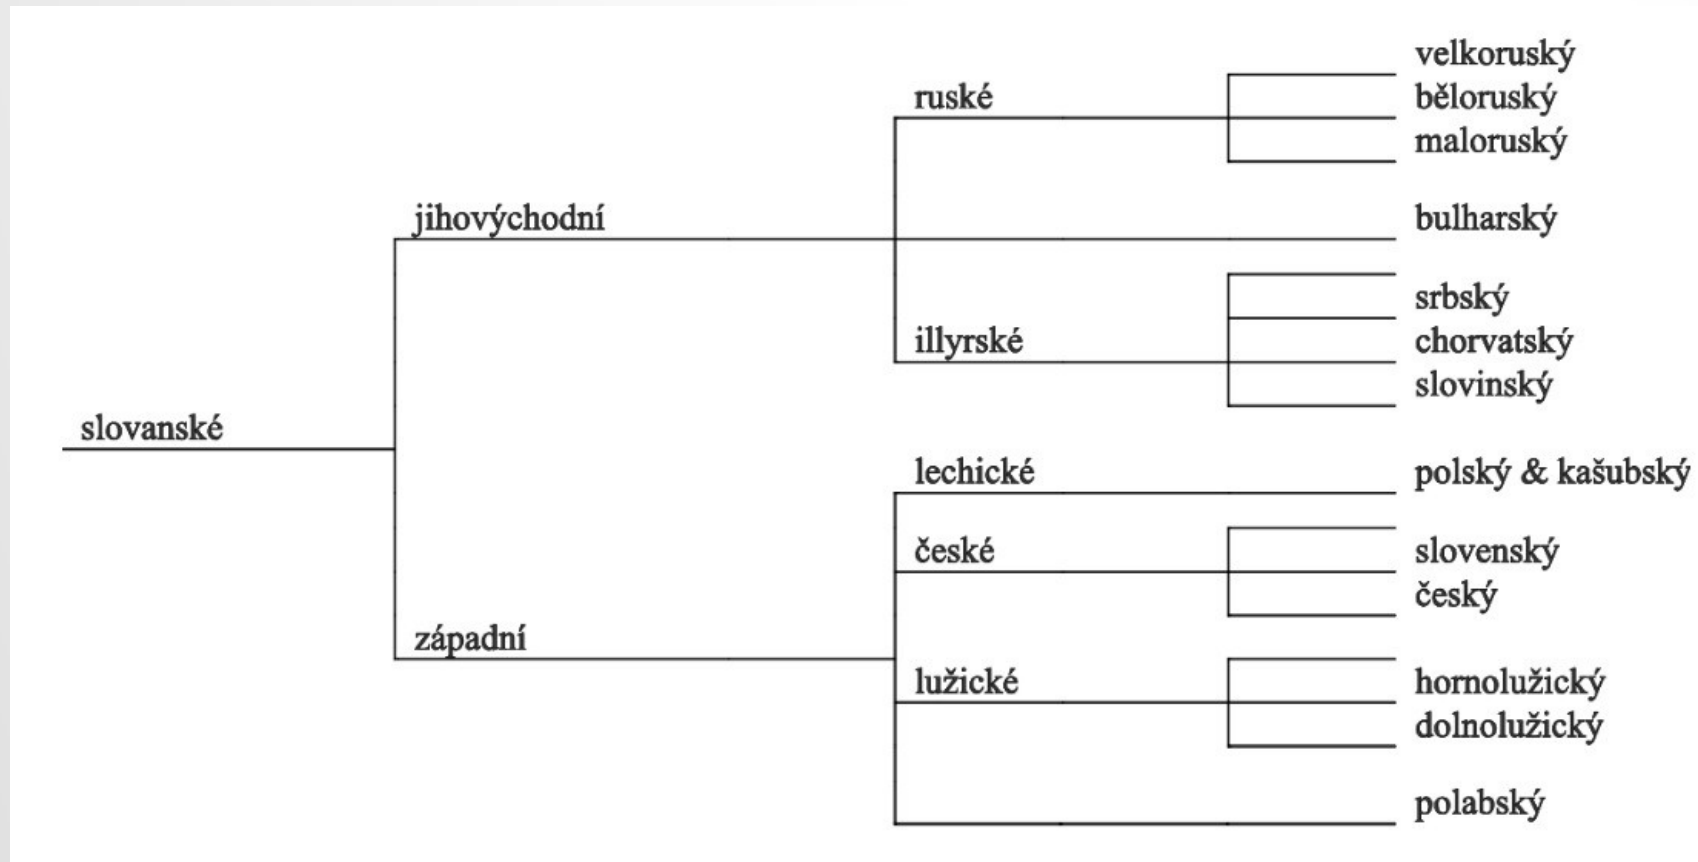 velkoruský
ruské
běloruský
maloruský
jihovýchodní
bulharský
srbský
illyrské
chorvatský
slovinský
slovanské
lechické
polský & kašubský
české
slovenský
český
západní
lužické
hornolužický
dolnolužický
polabský